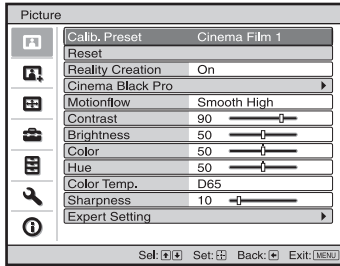 Picture
Calib. Preset Cinema Film 1
Reset
Reality Creation On
Cinema Black Pro
Motionflow Smooth High
Contrast 90
Brightness 50
Color 50
Hue 50
Color Temp. D65
Sharpness 10
Expert Setting
Sel: Set: Back: Exit: MENU